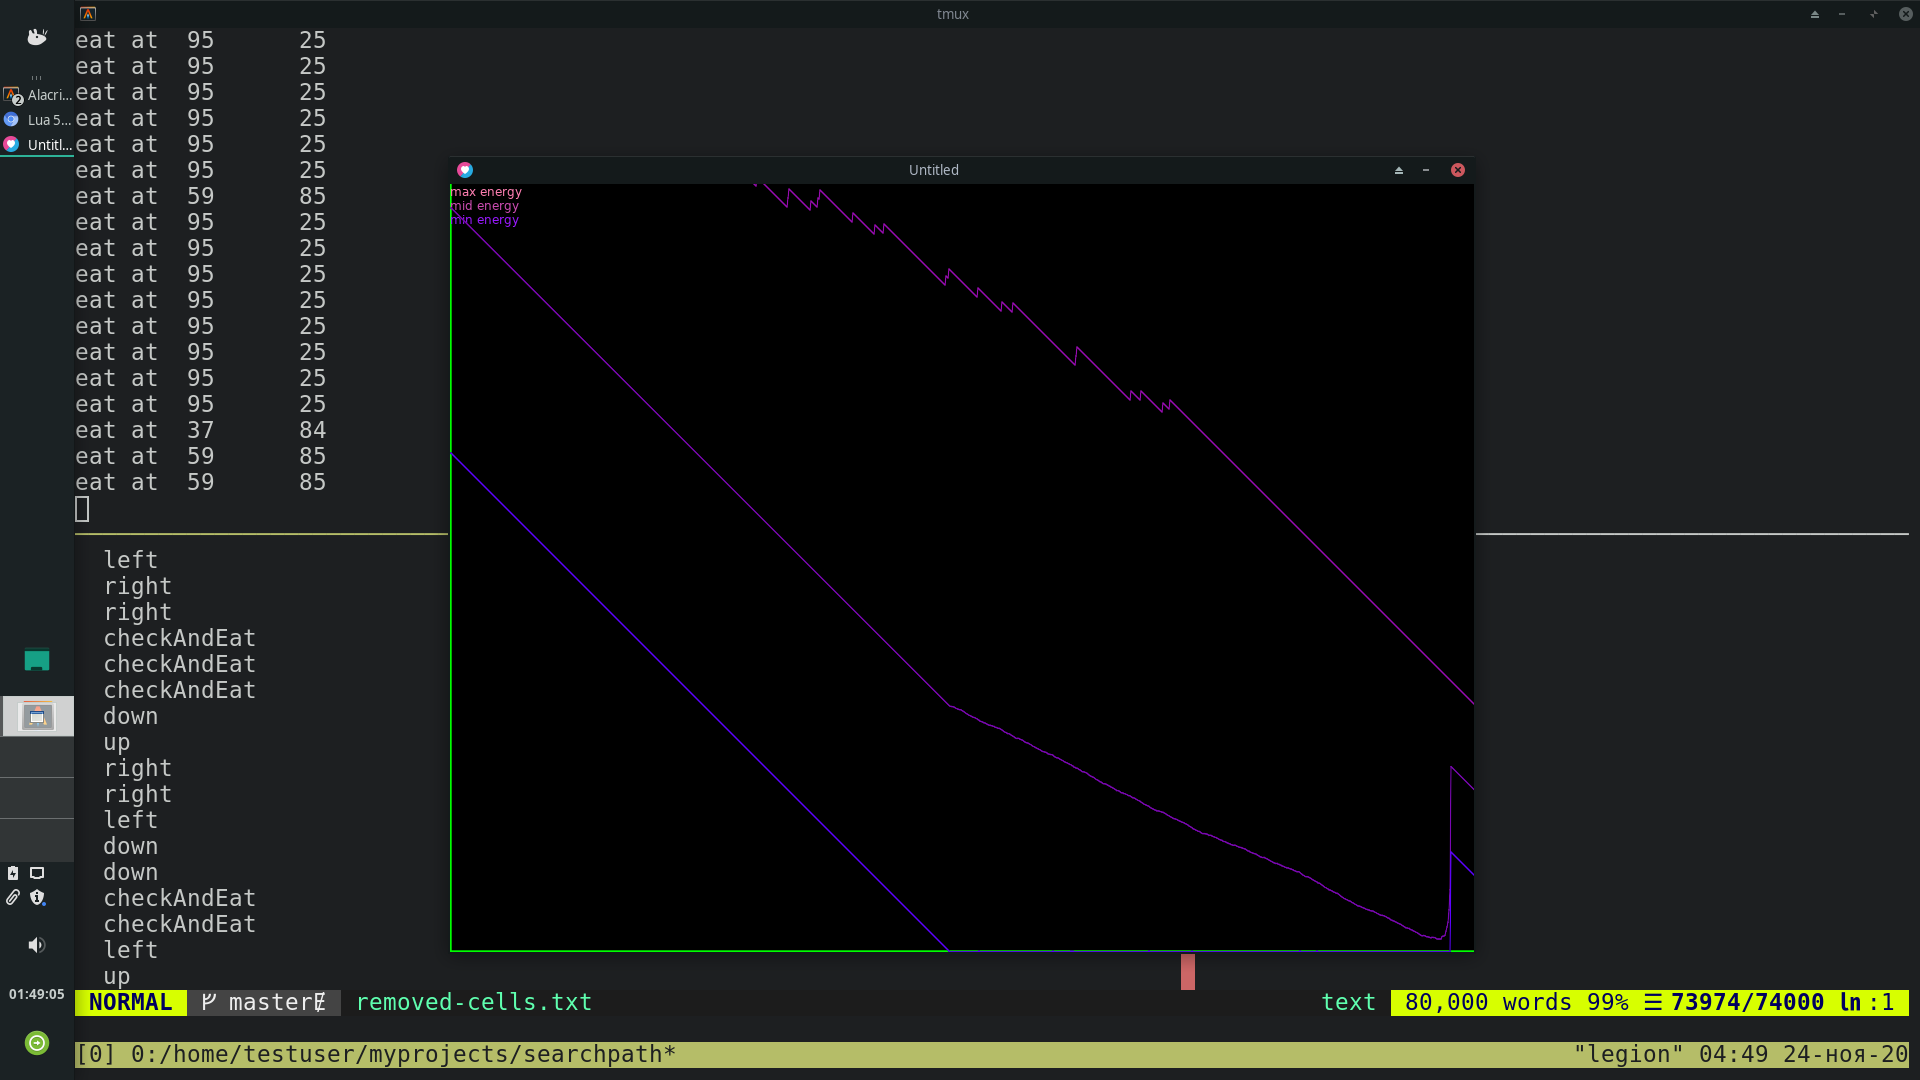 tmux
Alacri...
2
Lua 5...
Untitl...
01:49:05
eat at 95 25
eat at 95 25
eat at 95 25
eat at 95 25
eat at 95 25
eat at 95 25
eat at 59 85
eat at 95 25
eat at 95 25
eat at 95 25
eat at 95 25
eat at 95 25
eat at 95 25
eat at 95 25
eat at 95 25
eat at 37 84
eat at 59 85
eat at 59 85
Untitled
max energy
mid energy
min energy
left
right
right
checkAndEat
checkAndEat
checkAndEat
down
up
right
right
left
down
down
checkAndEat
checkAndEat
left
up
NORMAL master removed-cells.txt text 80,000 words 99% ☰ 73974/74000 ln :1
[0] 0:/home/testuser/myprojects/searchpath* "legion" 04:49 24-ноя-20